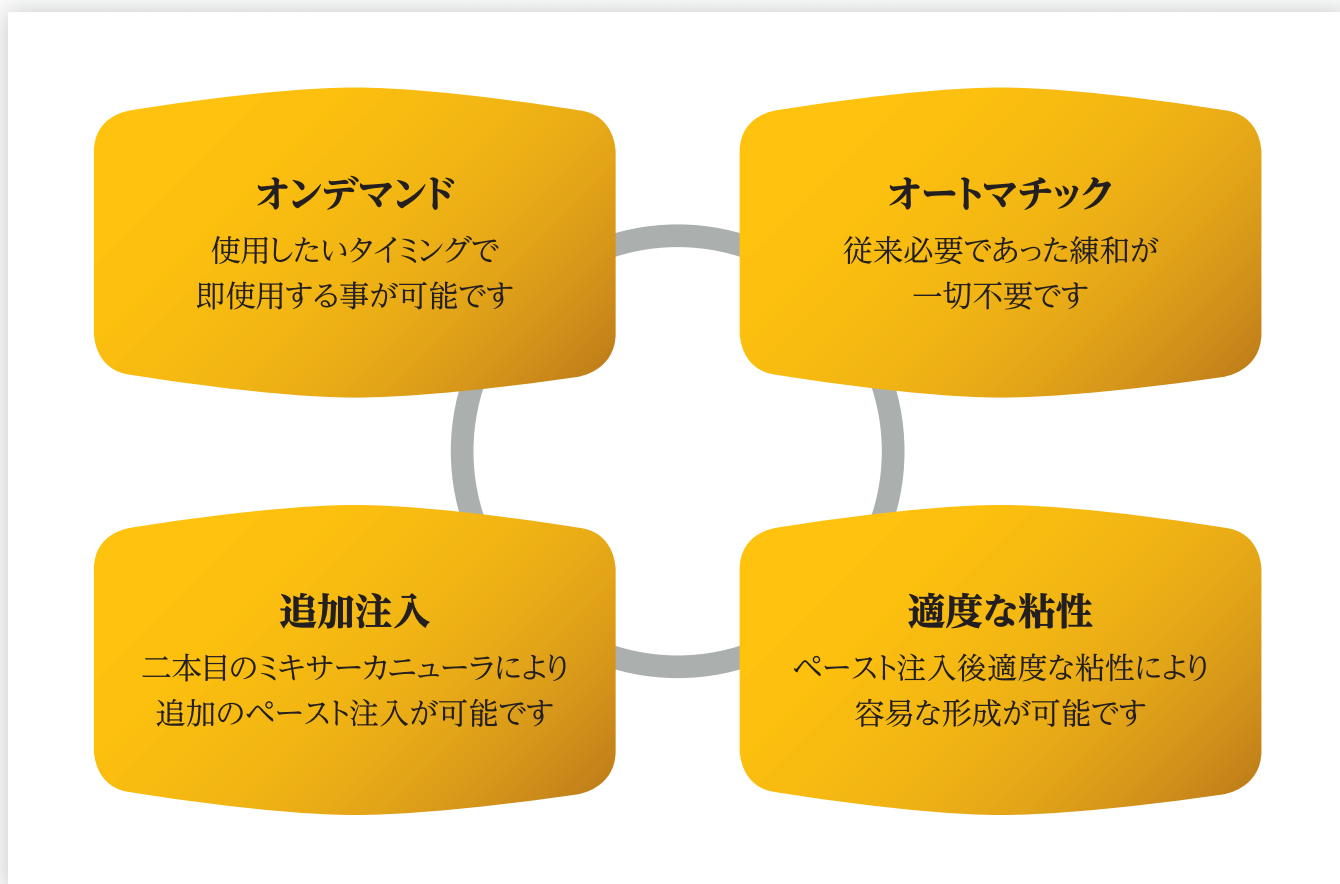 オンデマンド
使用したいタイミングで
即使用する事が可能です
オートマチック
従来必要であった練和が
一切不要です
追加注入
二本目のミキサーカニューラにより
追加のペースト注入が可能です
適度な粘性
ペースト注入後適度な粘性により
容易な形成が可能です